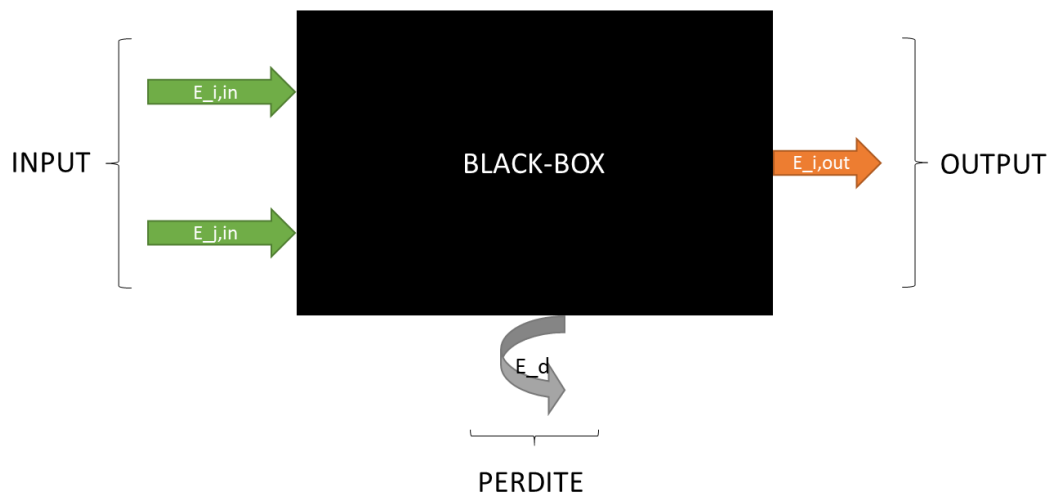 E_i,in
INPUT
BLACK-BOX
E_i,out
OUTPUT
E_j,in
E_d
PERDITE